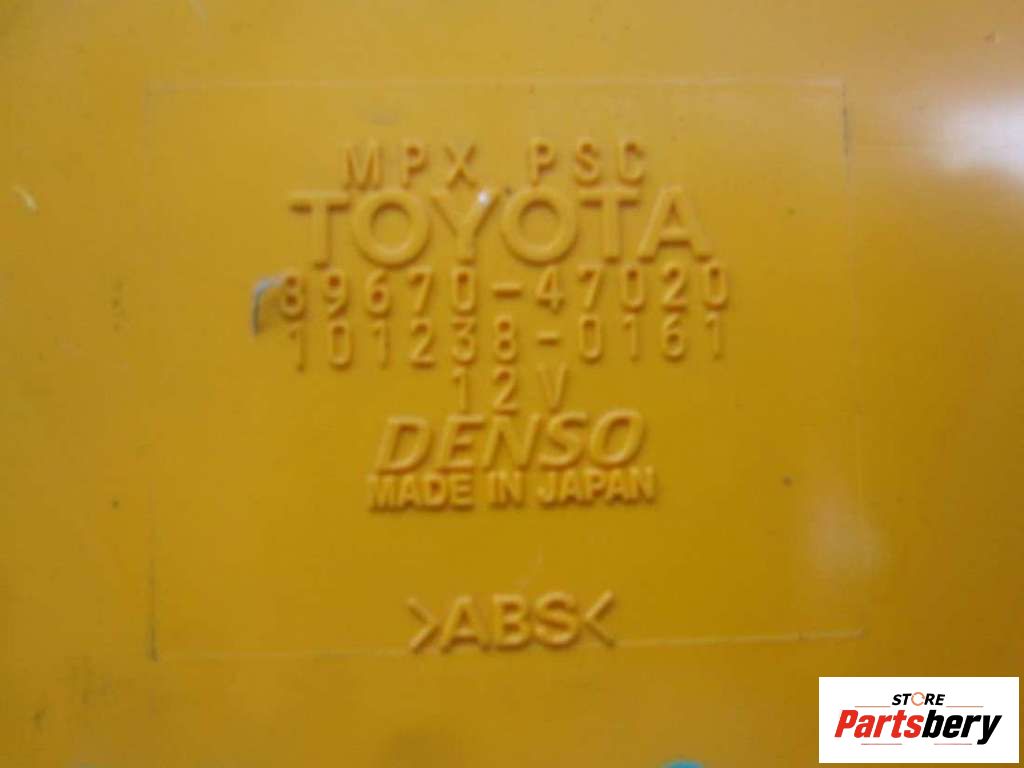 MPX PSC
TOYOTA
89670-47020
101238-0161
12V
DENSO
MADE IN JAPAN
>ABS<
STORE
Partsbery